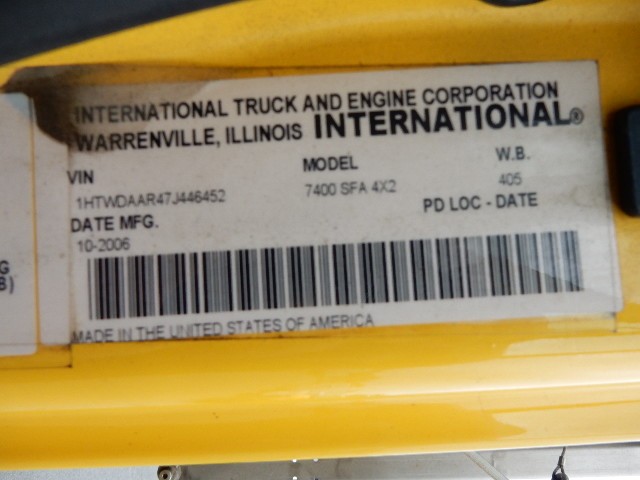 INTERNATIONAL TRUCK AND ENGINE CORPORATION
WARRENVILLE, ILLINOIS INTERNATIONAL®
VIN MODEL W.B.
1HTWDAAR47J446452 7400 SFA 4X2 405
DATE MFG. PD LOC - DATE
10-2006
G
B)
MADE IN THE UNITED STATES OF AMERICA